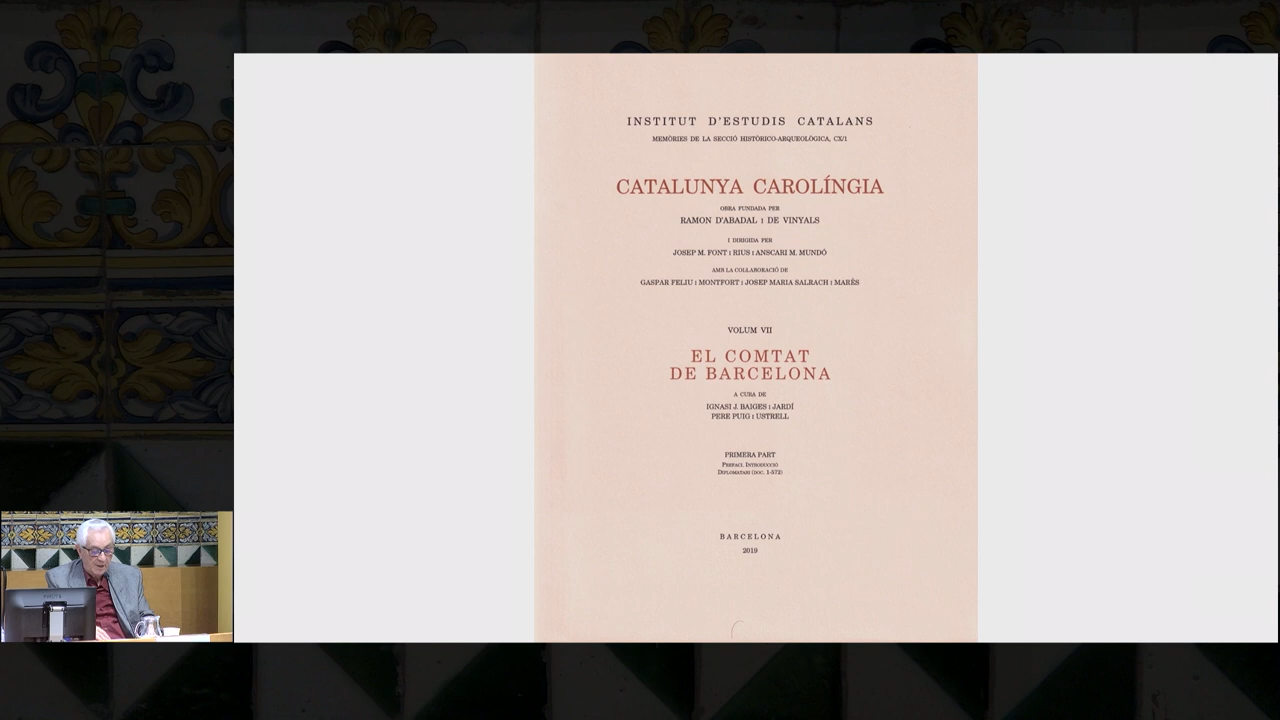 INSTITUT D'ESTUDIS CATALANS
MEMÒRIES DE LA SECCIÓ HISTÒRICO-ARQUEOLÒGICA, CX/1
CATALUNYA CAROLÍNGIA
OBRA FUNDADA PER
RAMON D'ABADAL I DE VINYALS
I DIRIGIDA PER
JOSEP M. FONT I RIUS I ANSCARI M. MUNDÓ
AMB LA COL·LABORACIÓ DE
GASPAR FELIU I MONTFORT I JOSEP MARIA SALRACH I MARÈS
VOLUM VII
EL COMTAT
DE BARCELONA
A CURA DE
IGNASI J. BAIGES I JARDÍ
PERE PUIG I USTRELL
PRIMERA PART
PREFACI. INTRODUCCIÓ
DIPLOMATARI (DOC. 1-572)
BARCELONA
2019